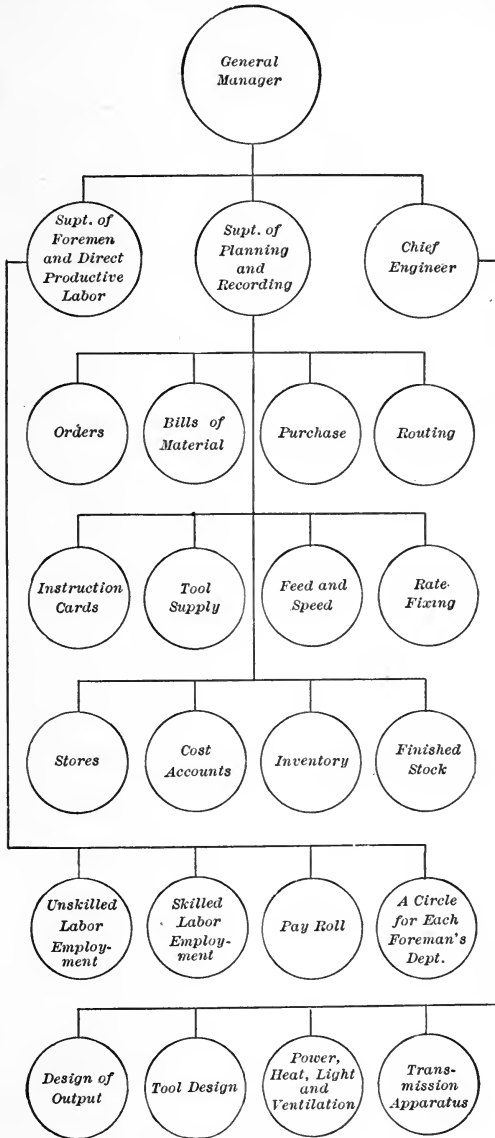 General
Manager
Supt. of
Foremen
and Direct
Productive
Labor
Supt. of
Planning
and
Recording
Chief
Engineer
Orders
Bills of
Material
Purchase
Routing
Instruction
Cards
Tool
Supply
Feed and
Speed
Rate-
Fixing
Stores
Cost
Accounts
Inventory
Finished
Stock
Unskilled
Labor
Employ-
ment
Skilled
Labor
Employ-
ment
Pay Roll
A Circle
for Each
Foreman's
Dept.
Design of
Output
Tool Design
Power,
Heat, Light
and
Ventilation
Trans-
mission
Apparatus